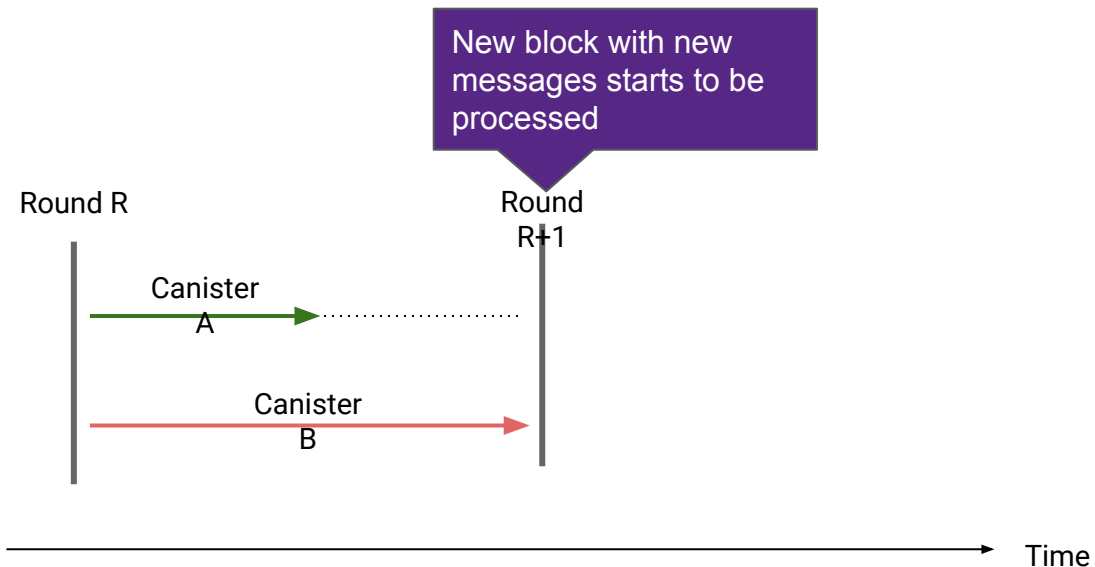 New block with new
messages starts to be
processed
Round R
Round
R+1
Canister
A
Canister
B
Time